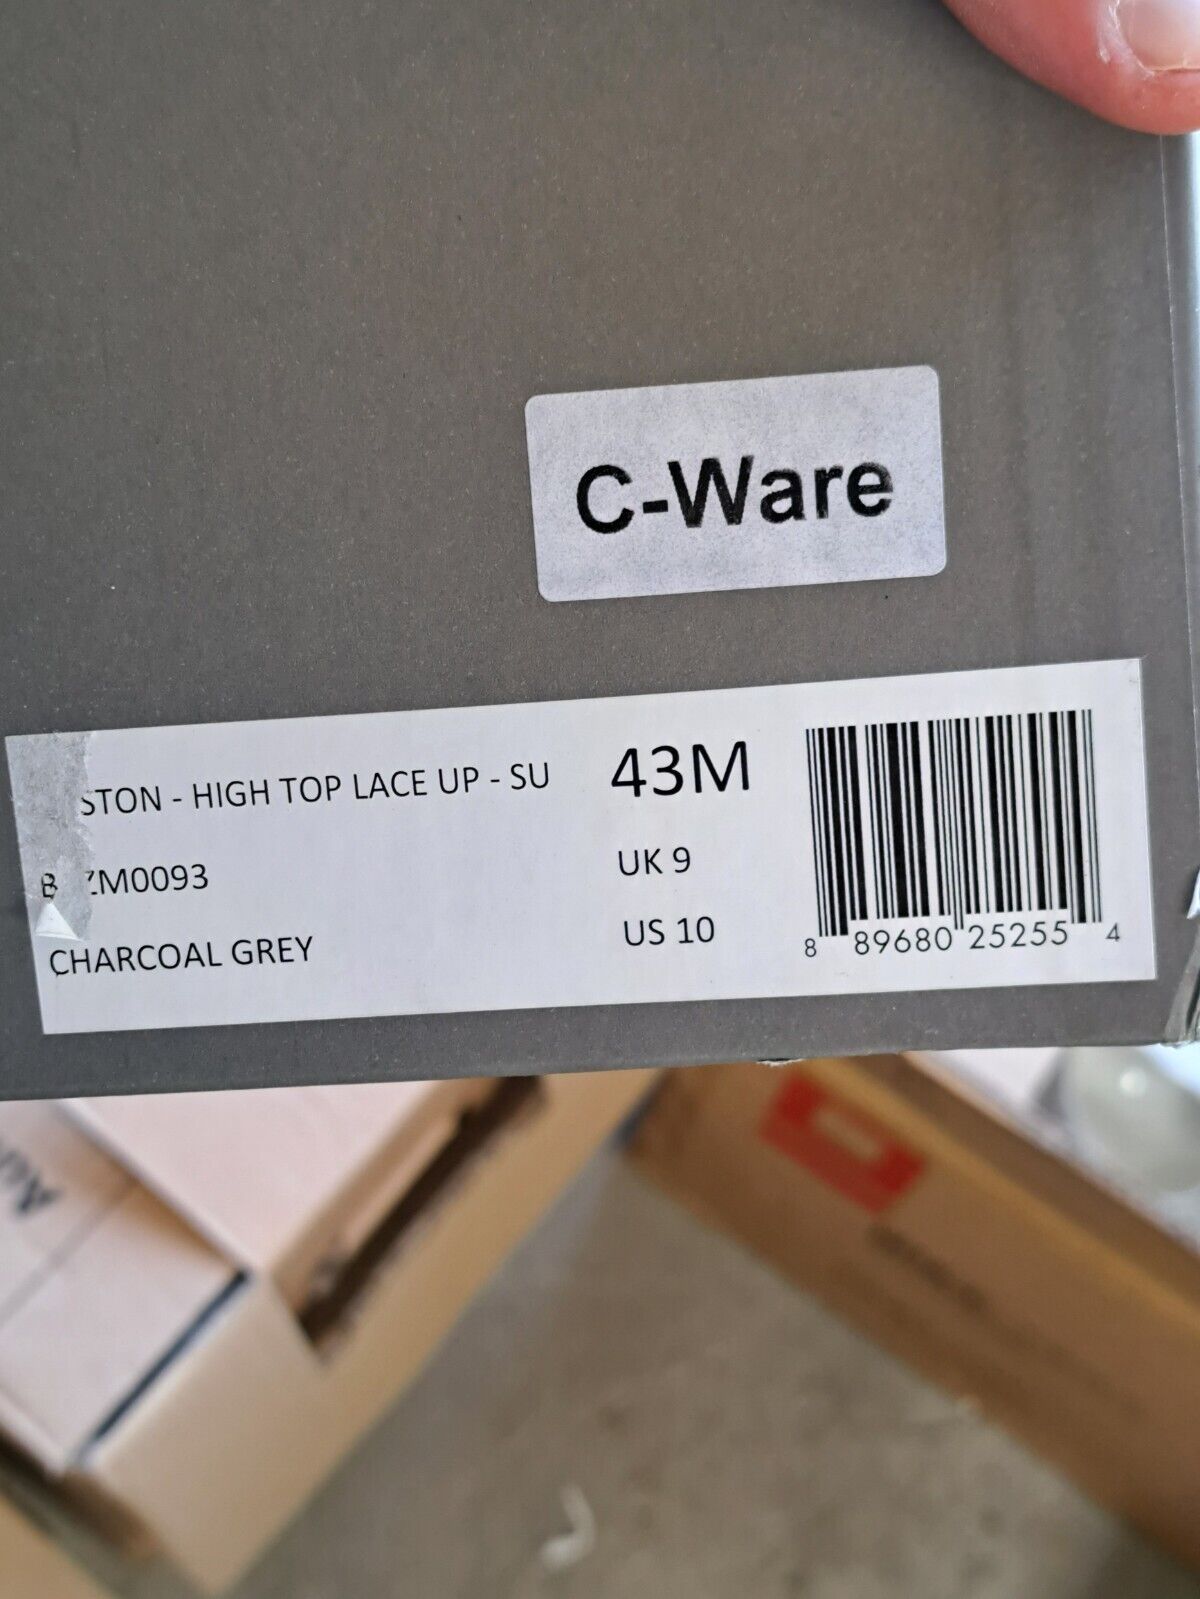 C-Ware
STON - HIGH TOP LACE UP - SU
43M
ZM0093
UK 9
CHARCOAL GREY
US 10
8 89680 25255 4